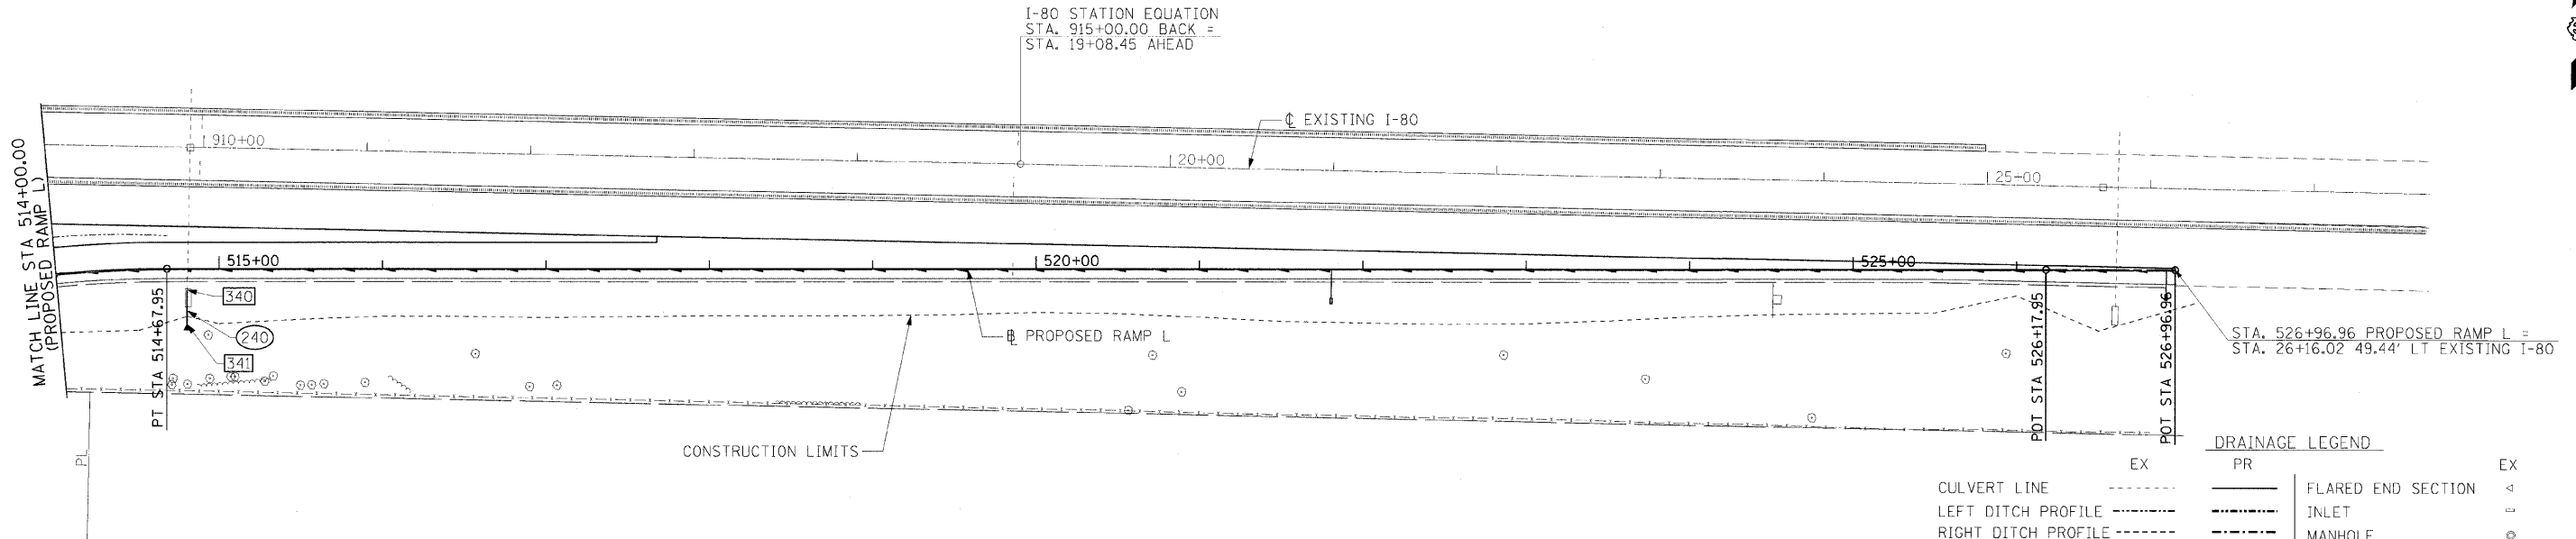 I-80 STATION EQUATION
STA. 915+00.00 BACK =
STA. 19+08.45 AHEAD
℄ EXISTING I-80
910+00
20+00
25+00
MATCH LINE STA 514+00.00
(PROPOSED RAMP L)
515+00
520+00
525+00
340
240
341
PT STA 514+67.95
℄ PROPOSED RAMP L
POT STA 526+17.95
POT STA 526+96.96
STA. 526+96.96 PROPOSED RAMP L =
STA. 26+16.02 49.44' LT EXISTING I-80
CONSTRUCTION LIMITS
PL
DRAINAGE LEGEND
EX PR EX
CULVERT LINE FLARED END SECTION
LEFT DITCH PROFILE INLET
RIGHT DITCH PROFILE MANHOLE